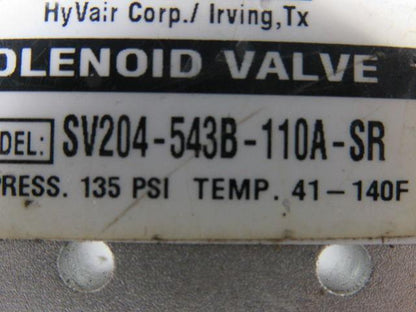 HyVair Corp./ Irving,Tx
OLENOID VALVE
DEL: SV204-543B-110A-SR
PRESS. 135 PSI TEMP. 41-140F